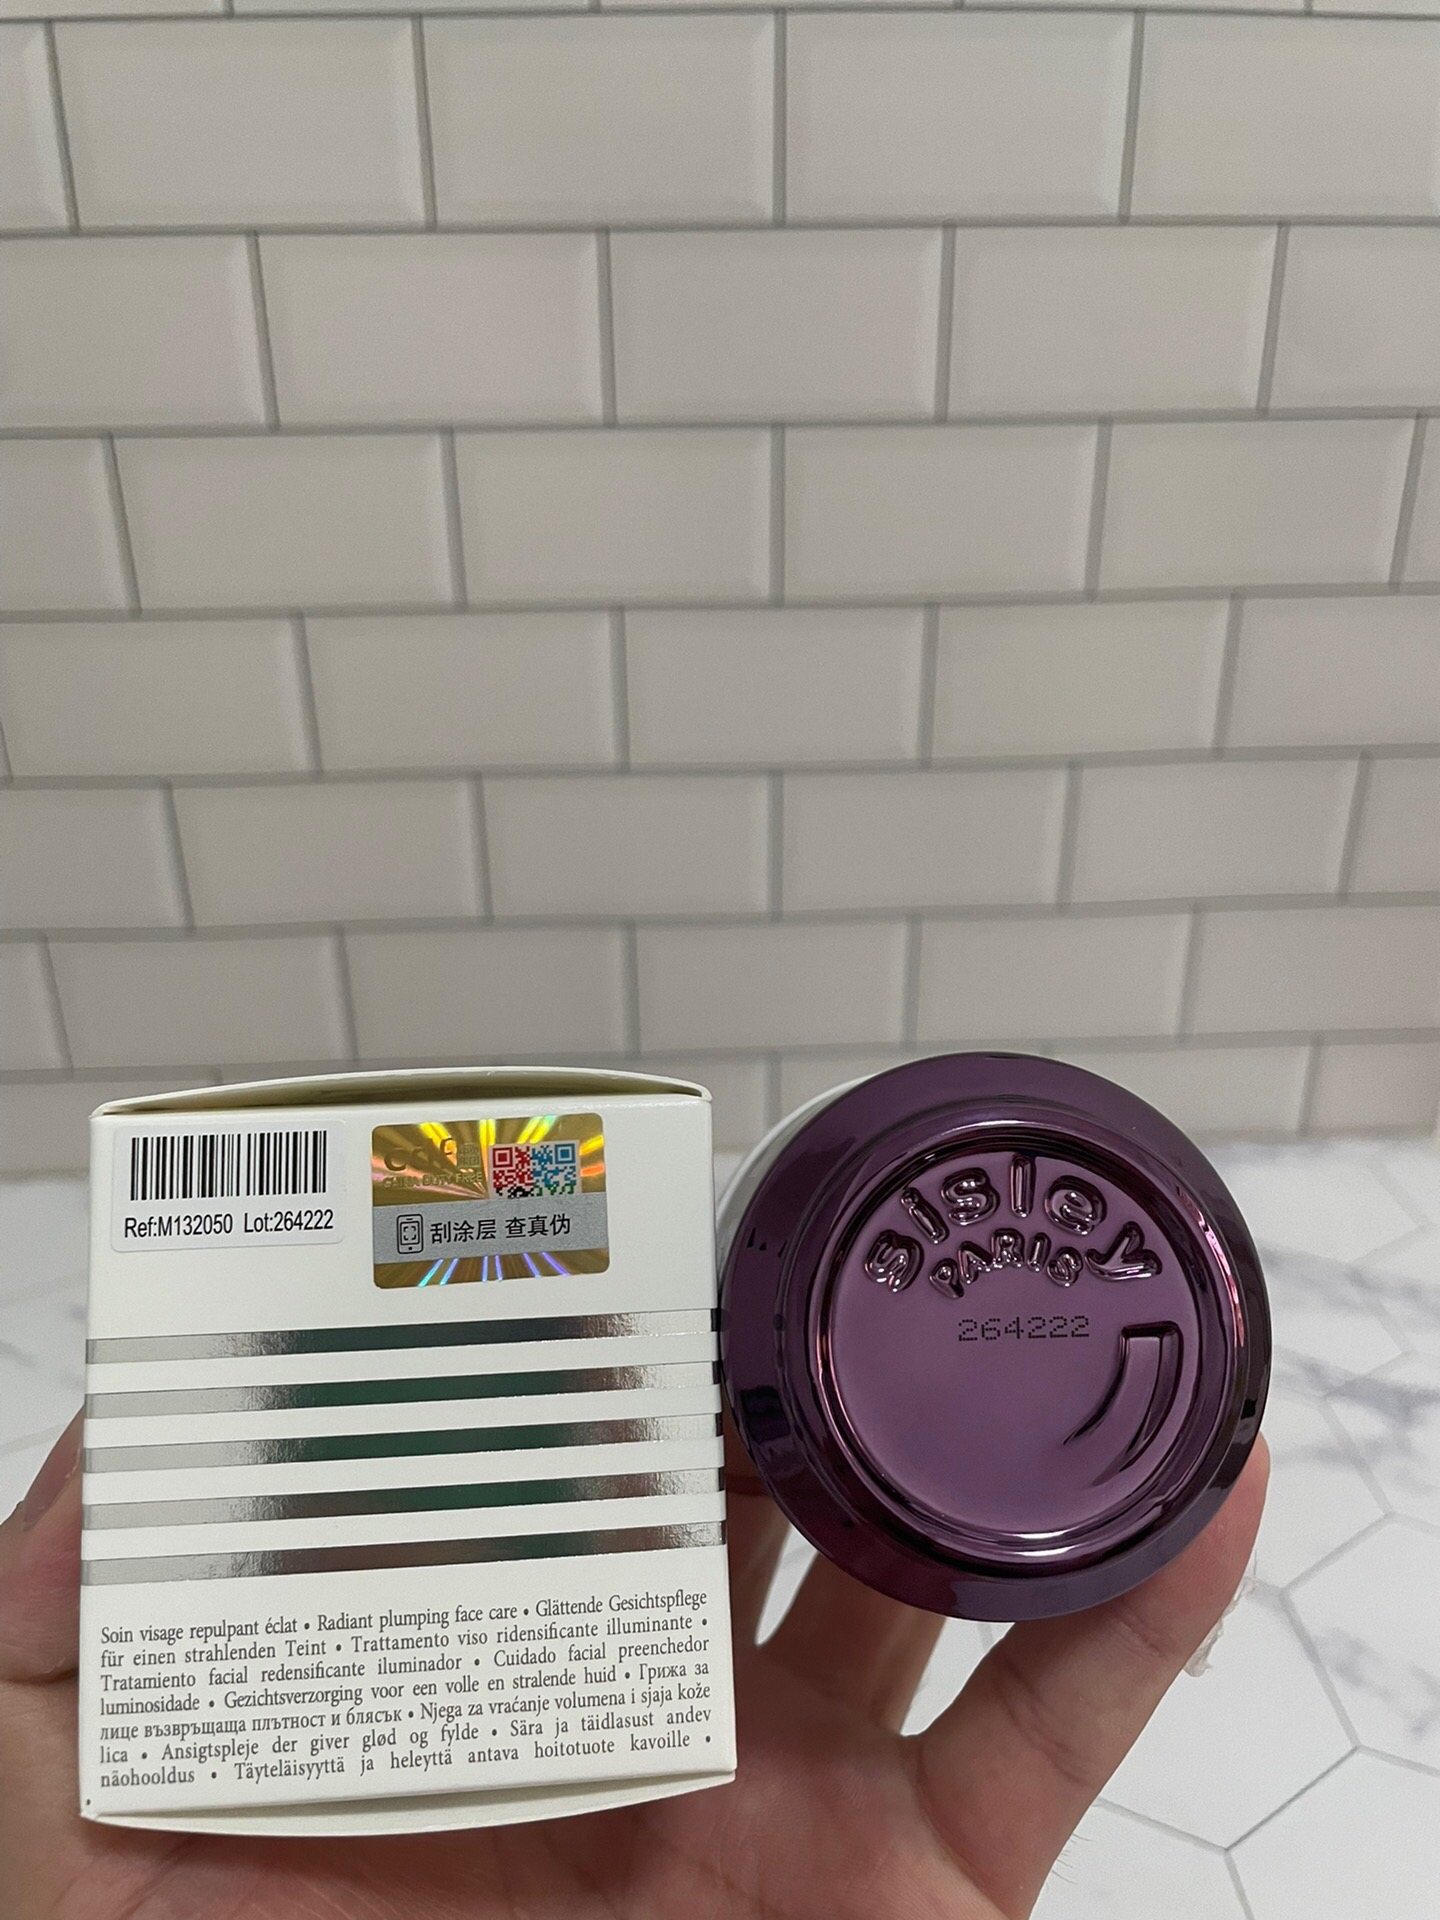 Ref:M132050 Lot:264222
cdf
CHINA DUTY FREE
刮涂层 查真伪
Soin visage repulpant éclat • Radiant plumping face care • Glättende Gesichtspflege
für einen strahlenden Teint • Trattamento viso ridensificante illuminante •
Tratamiento facial redensificante iluminador • Cuidado facial preenchedor
luminosidade • Gezichtsverzorging voor een volle en stralende huid • Грижа за
лице възвръщаща плътност и блясък • Njega za vraćanje volumena i sjaja kože
lica • Ansigtspleje der giver glød og fylde • Sära ja täidlasust andev
näohooldus • Täyteläisyyttä ja heleyttä antava hoitotuote kavoille •
sisley
PARIS
264222